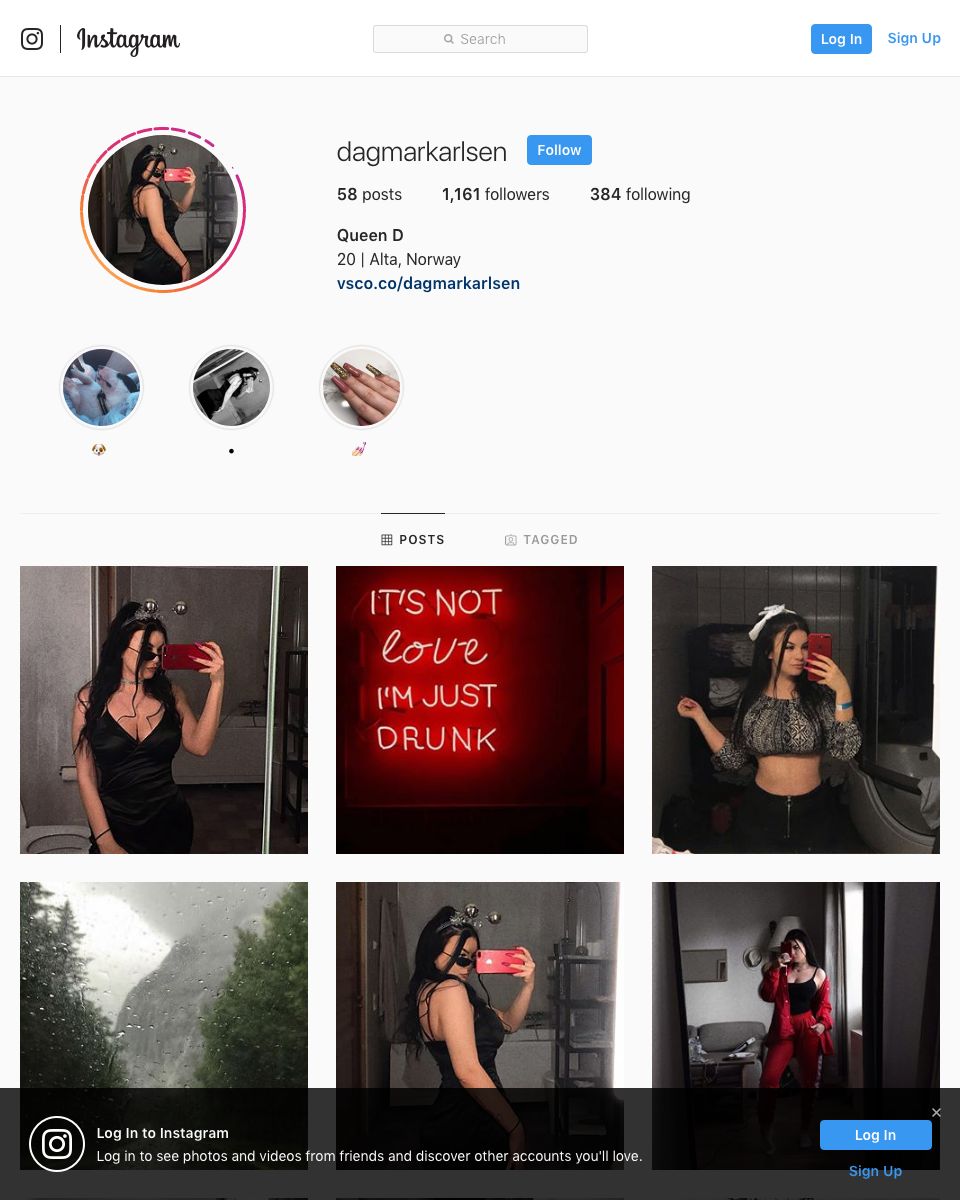 Instagram
Search
Log In
Sign Up
dagmarkarlsen
Follow
58 posts
1,161 followers
384 following
Queen D
20 | Alta, Norway
vsco.co/dagmarkarlsen
🐶
•
💅
POSTS
TAGGED
IT'S NOT
love
I'M JUST
DRUNK
Log In to Instagram
Log in to see photos and videos from friends and discover other accounts you'll love.
Log In
Sign Up